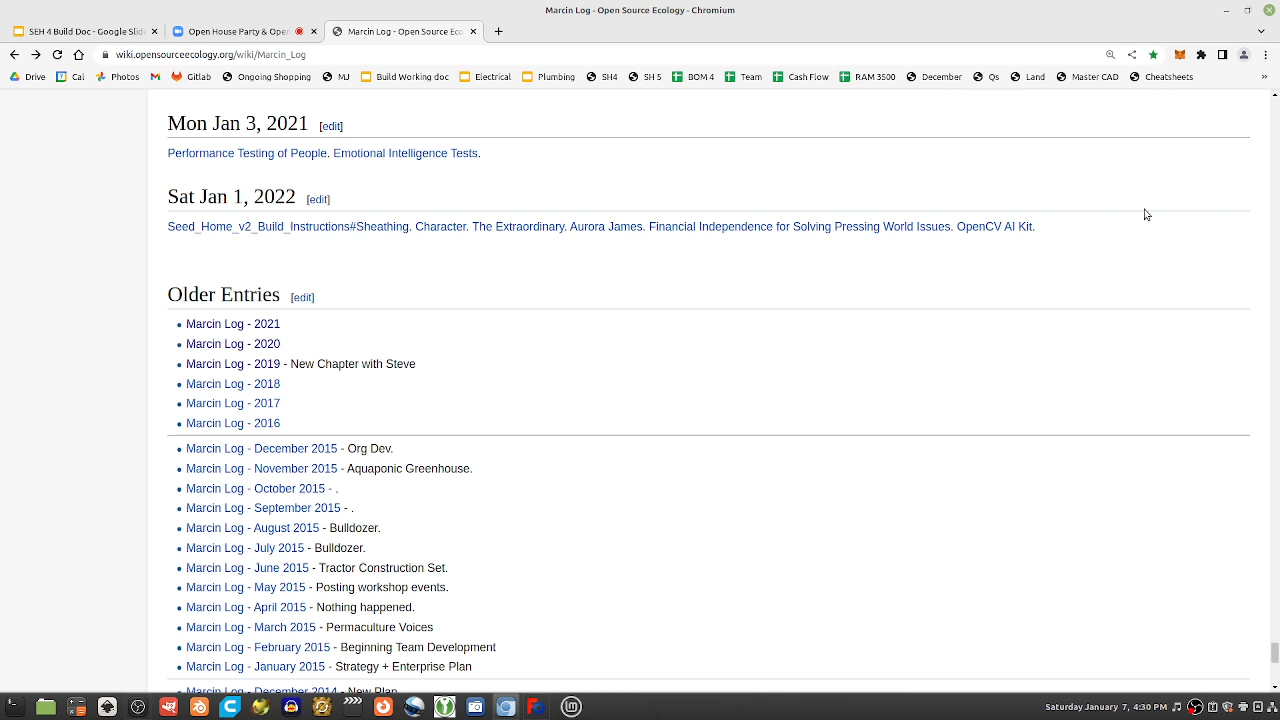 Marcin Log - Open Source Ecology - Chromium
SEH 4 Build Doc - Google Slid
Open House Party & Open
Marcin Log - Open Source Eco
wiki.opensourceecology.org/wiki/Marcin_Log
Drive Cal Photos Gitlab Ongoing Shopping MJ Build Working doc Electrical Plumbing SH4 SH 5 BOM 4 Team Cash Flow RAM 3500 December Qs Land Master CAD Cheatsheets »
Mon Jan 3, 2021 [edit]
Performance Testing of People. Emotional Intelligence Tests.
Sat Jan 1, 2022 [edit]
Seed_Home_v2_Build_Instructions#Sheathing. Character. The Extraordinary. Aurora James. Financial Independence for Solving Pressing World Issues. OpenCV AI Kit.
Older Entries [edit]
Marcin Log - 2021
Marcin Log - 2020
Marcin Log - 2019 - New Chapter with Steve
Marcin Log - 2018
Marcin Log - 2017
Marcin Log - 2016
Marcin Log - December 2015 - Org Dev.
Marcin Log - November 2015 - Aquaponic Greenhouse.
Marcin Log - October 2015 - .
Marcin Log - September 2015 - .
Marcin Log - August 2015 - Bulldozer.
Marcin Log - July 2015 - Bulldozer.
Marcin Log - June 2015 - Tractor Construction Set.
Marcin Log - May 2015 - Posting workshop events.
Marcin Log - April 2015 - Nothing happened.
Marcin Log - March 2015 - Permaculture Voices
Marcin Log - February 2015 - Beginning Team Development
Marcin Log - January 2015 - Strategy + Enterprise Plan
Marcin Log - December 2014 - New Plan
Saturday January 7, 4:30 PM